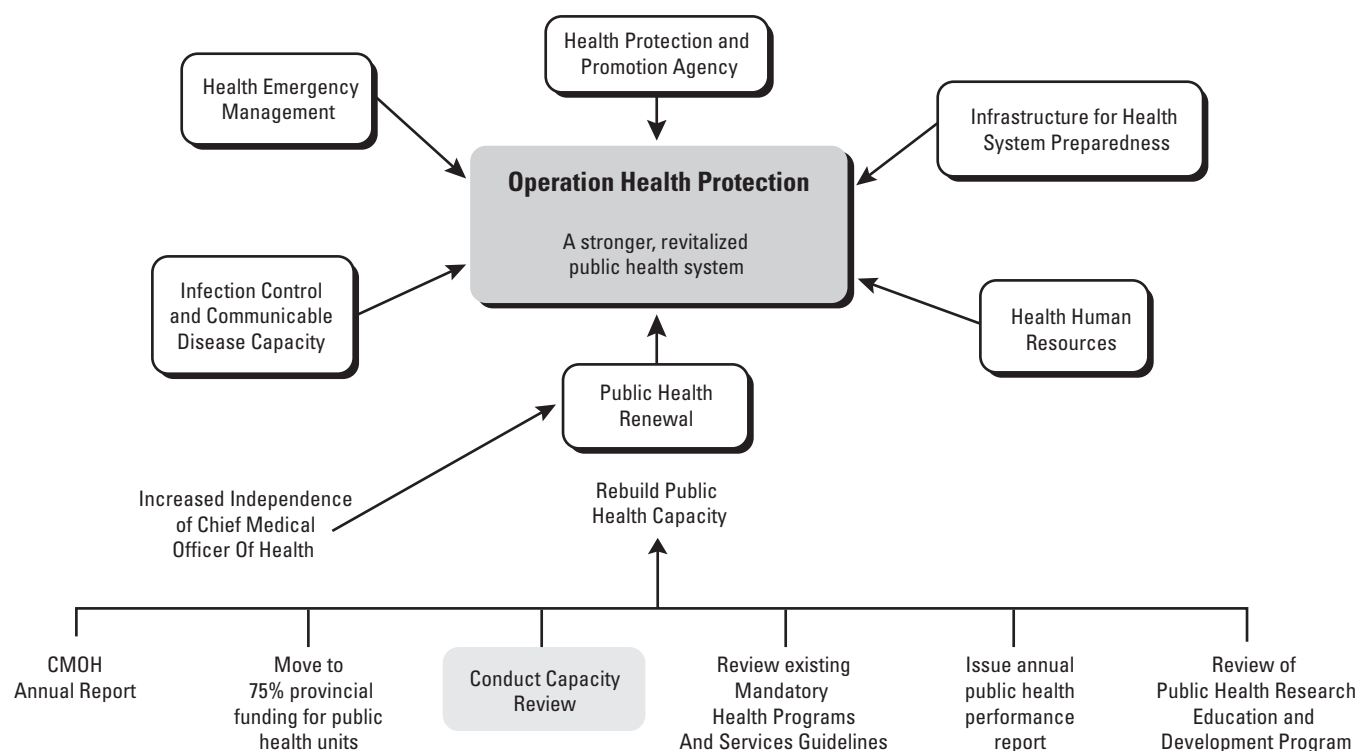 Health Protection and
Promotion Agency
Health Emergency
Management
Infrastructure for Health
System Preparedness
Operation Health Protection
A stronger, revitalized
public health system
Infection Control
and Communicable
Disease Capacity
Health Human
Resources
Public Health
Renewal
Increased Independence
of Chief Medical
Officer Of Health
Rebuild Public
Health Capacity
CMOH
Annual Report
Move to
75% provincial
funding for public
health units
Conduct Capacity
Review
Review existing
Mandatory
Health Programs
And Services Guidelines
Issue annual
public health
performance
report
Review of
Public Health Research
Education and
Development Program